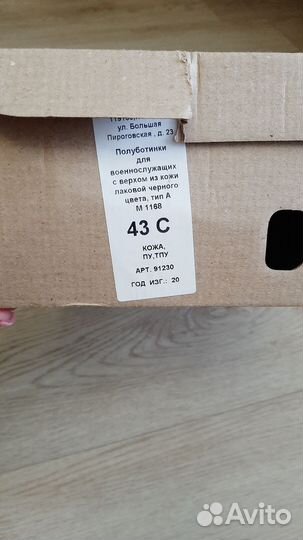 ул. Большая
Пироговская , д. 23
Полуботинки
для
военнослужащих
с верхом из кожи
лаковой черного
цвета, тип А
М 1168
43 С
КОЖА,
ПУ,ТПУ
АРТ. 91230
ГОД ИЗГ.: 20
Avito